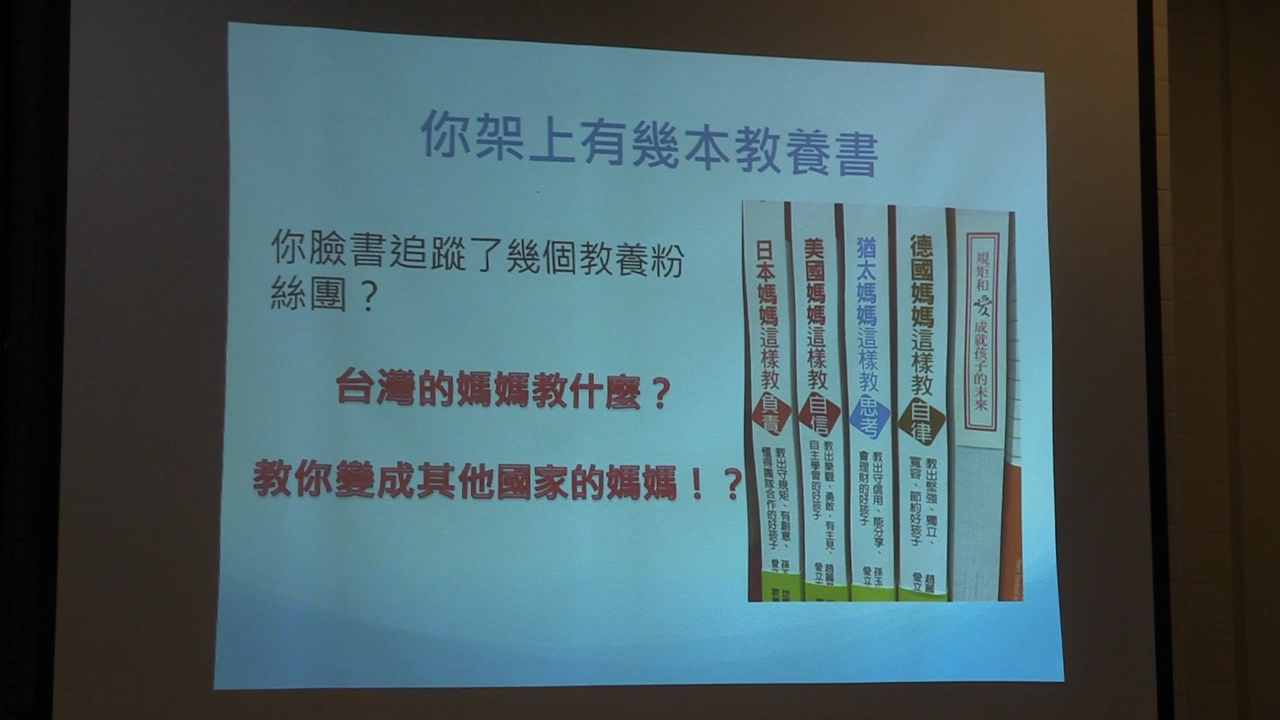 你架上有幾本教養書
你臉書追蹤了幾個教養粉
絲團？
台灣的媽媽教什麼？
教你變成其他國家的媽媽！？
日本媽媽這樣教負責
教出守規矩、有創意、
懂得團隊合作的好孩子
美國媽媽這樣教自信
教出樂觀、勇敢、有主見、
自主學習的好孩子
猶太媽媽這樣教思考
教出守信用、能分享、
會理財的好孩子
德國媽媽這樣教自律
教出堅強、獨立、
寬容、節約好孩子
規矩和愛成就孩子的未來